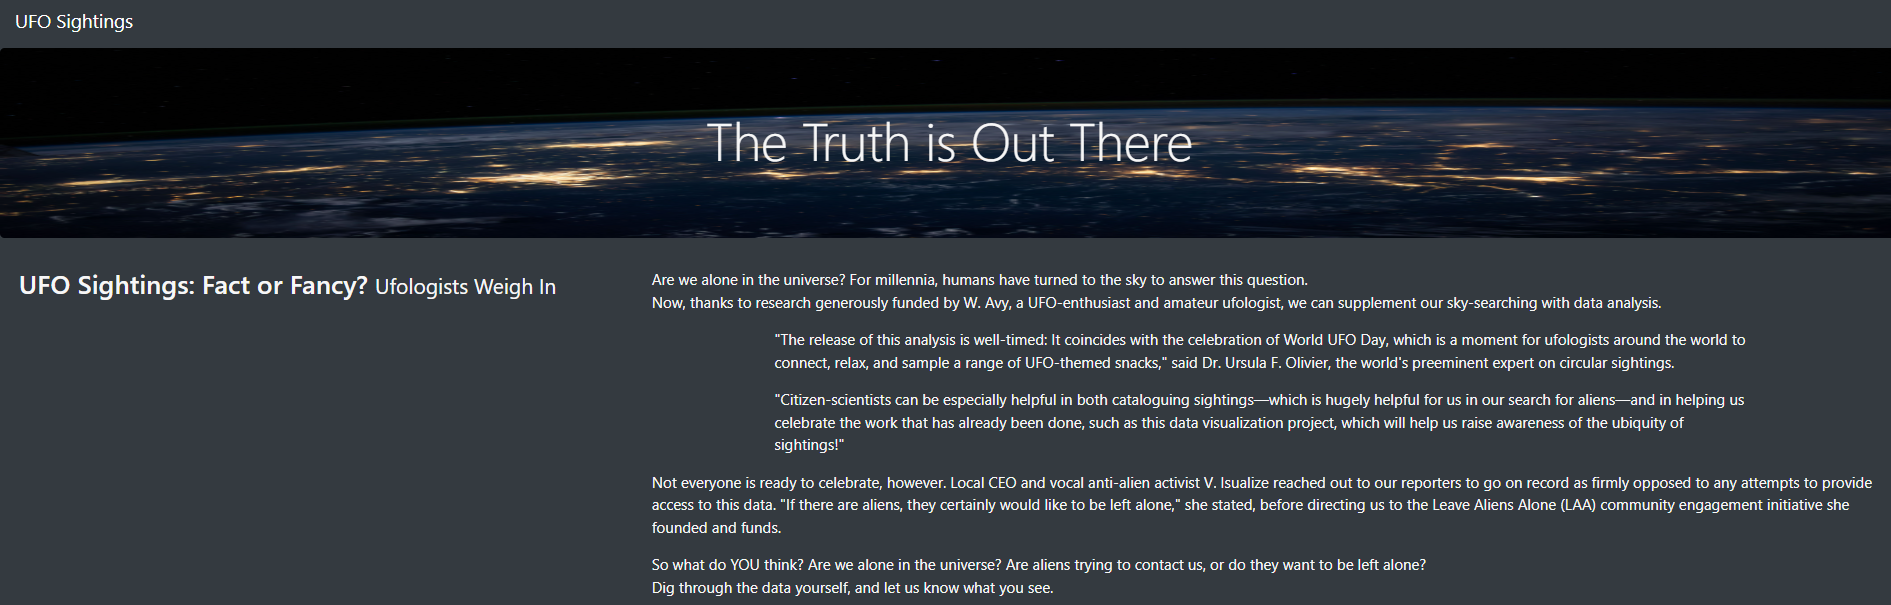 UFO Sightings
The Truth is Out There
UFO Sightings: Fact or Fancy? Ufologists Weigh In
Are we alone in the universe? For millennia, humans have turned to the sky to answer this question.
Now, thanks to research generously funded by W. Avy, a UFO-enthusiast and amateur ufologist, we can supplement our sky-searching with data analysis.
"The release of this analysis is well-timed: It coincides with the celebration of World UFO Day, which is a moment for ufologists around the world to
connect, relax, and sample a range of UFO-themed snacks," said Dr. Ursula F. Olivier, the world's preeminent expert on circular sightings.
"Citizen-scientists can be especially helpful in both cataloguing sightings—which is hugely helpful for us in our search for aliens—and in helping us
celebrate the work that has already been done, such as this data visualization project, which will help us raise awareness of the ubiquity of
sightings!"
Not everyone is ready to celebrate, however. Local CEO and vocal anti-alien activist V. Isualize reached out to our reporters to go on record as firmly opposed to any attempts to provide
access to this data. "If there are aliens, they certainly would like to be left alone," she stated, before directing us to the Leave Aliens Alone (LAA) community engagement initiative she
founded and funds.
So what do YOU think? Are we alone in the universe? Are aliens trying to contact us, or do they want to be left alone?
Dig through the data yourself, and let us know what you see.